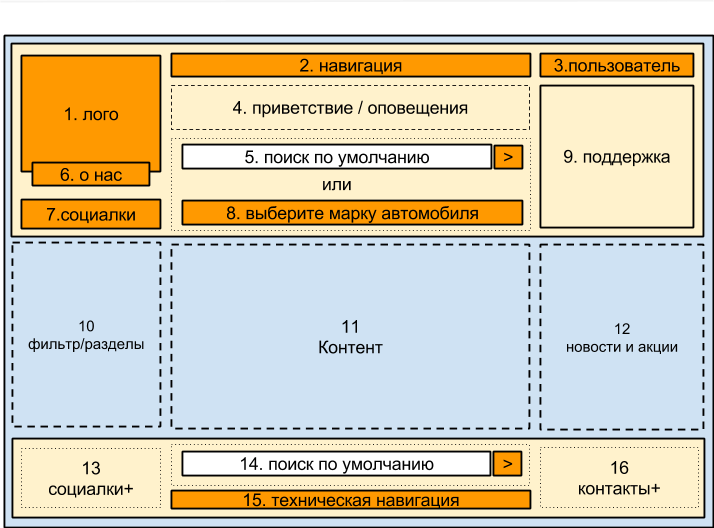 1. лого
2. навигация
3.пользователь
4. приветствие / оповещения
5. поиск по умолчанию
>
6. о нас
или
9. поддержка
7.социалки
8. выберите марку автомобиля
10
фильтр/разделы
11
Контент
12
новости и акции
13
социалки+
14. поиск по умолчанию
>
15. техническая навигация
16
контакты+